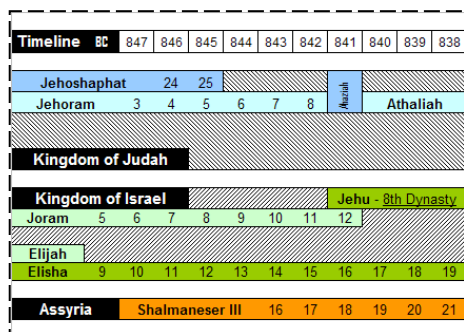 Timeline BC 847 846 845 844 843 842 841 840 839 838
Jehoshaphat 24 25
Ahaziah
Jehoram 3 4 5 6 7 8 Athaliah
Kingdom of Judah
Kingdom of Israel Jehu - 8th Dynasty
Joram 5 6 7 8 9 10 11 12
Elijah
Elisha 9 10 11 12 13 14 15 16 17 18 19
Assyria Shalmaneser III 16 17 18 19 20 21